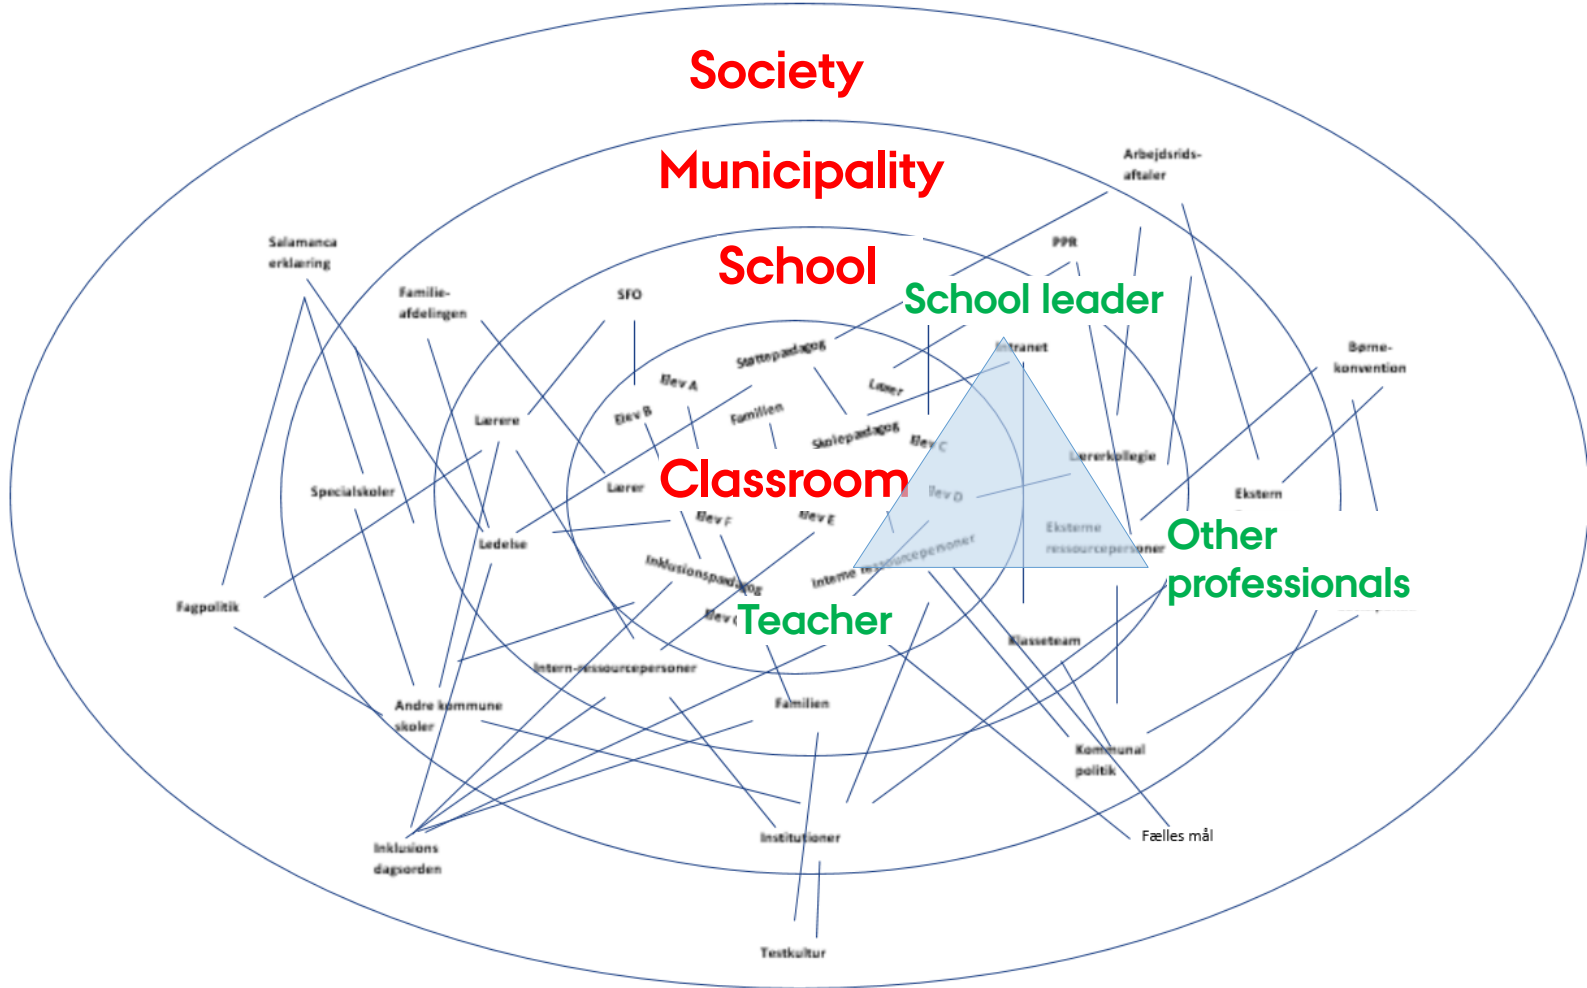 Society
Municipality
Arbejdsrids-
aftaler
Salamanca
erklæring
PPR
School
Familie-
afdelingen
SFO
School leader
Støttepædagog
Intranet
Børne-
konvention
Elev A
Lærer
Elev B
Familien
Lærere
Skolepædagog
Elev C
Lærerkollegie
Classroom
Specialskoler
Lærer
Elev D
Ekstern
Elev F
Elev E
Eksterne
ressourcepersoner
Other
professionals
Ledelse
Interne ressourcepersoner
Inklusionspædagog
Fagpolitik
Elev
Teacher
Klasseteam
Intern-ressourcepersoner
Andre kommune
skoler
Familien
Kommunal
politik
Institutioner
Fælles mål
Inklusions
dagsorden
Testkultur